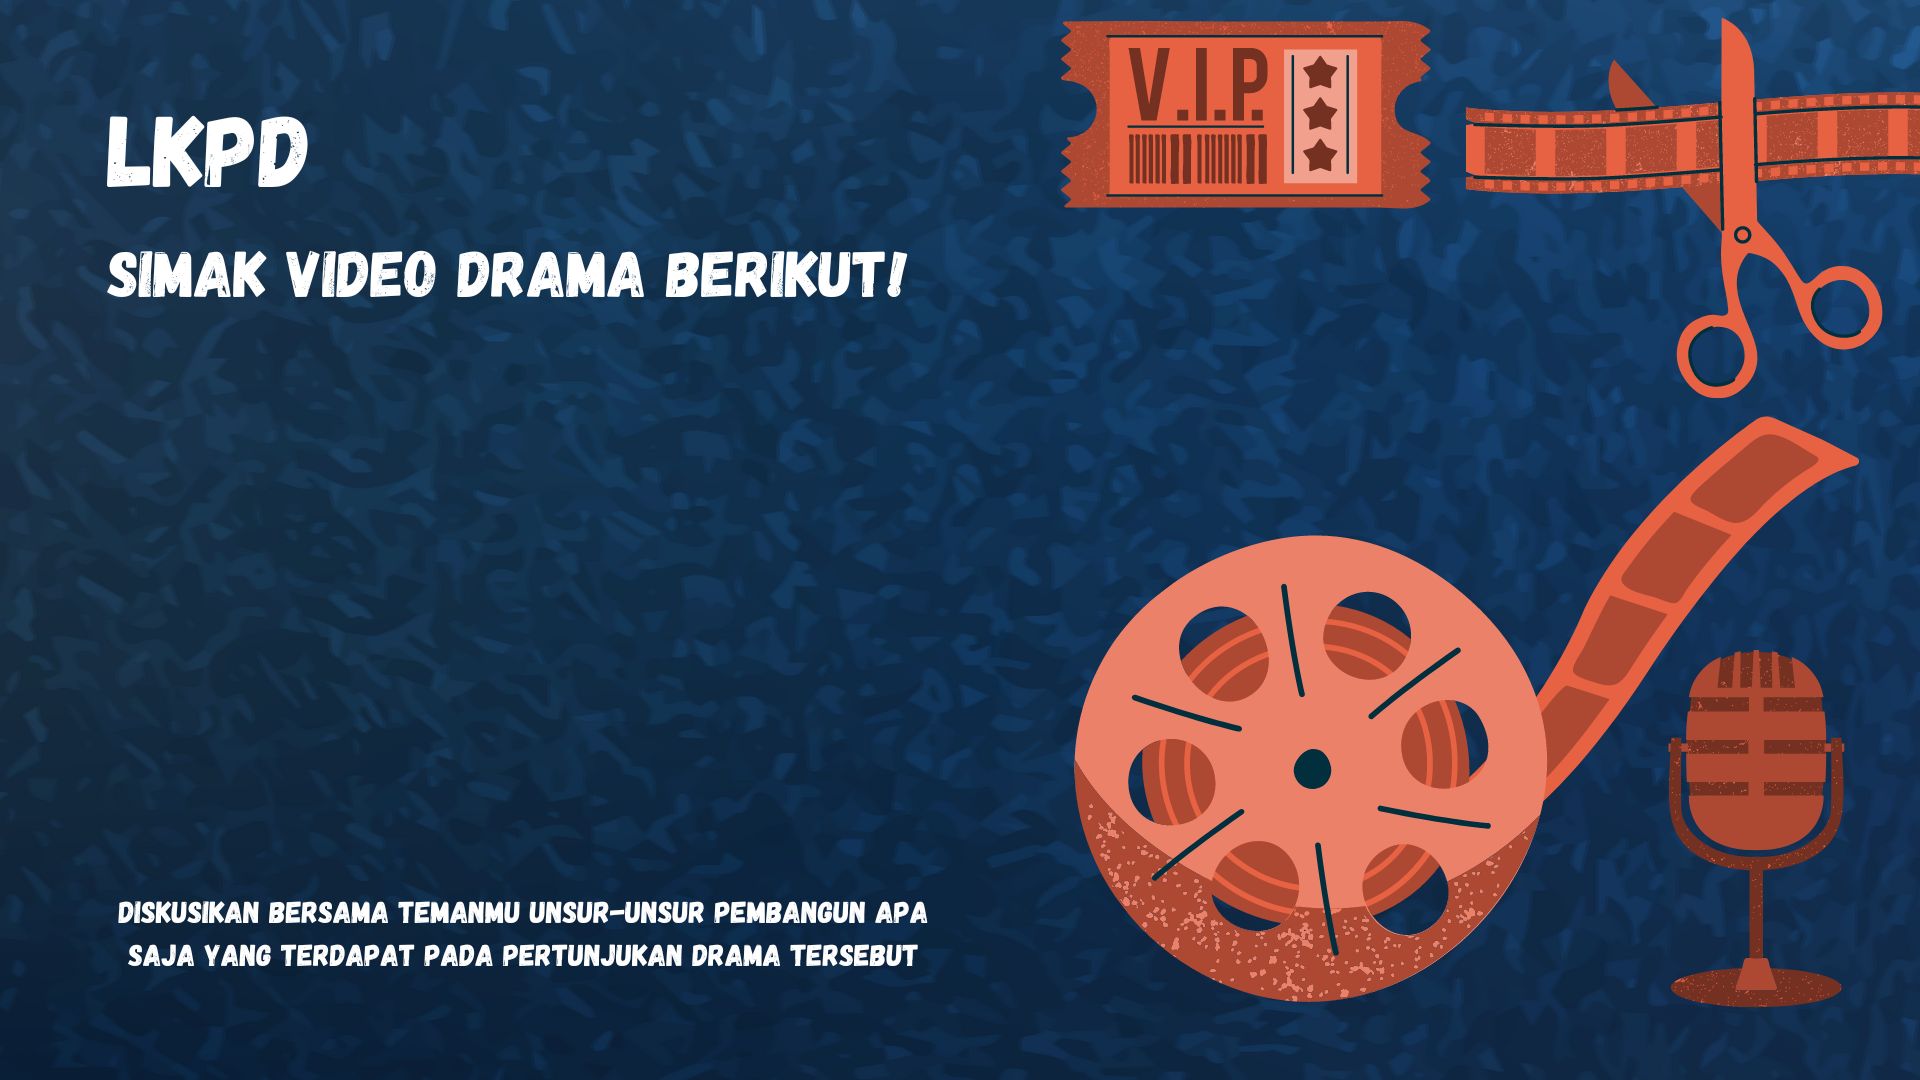 LKPD
SIMAK VIDEO DRAMA BERIKUT!
V.I.P.
DISKUSIKAN BERSAMA TEMANMU UNSUR-UNSUR PEMBANGUN APA
SAJA YANG TERDAPAT PADA PERTUNJUKAN DRAMA TERSEBUT